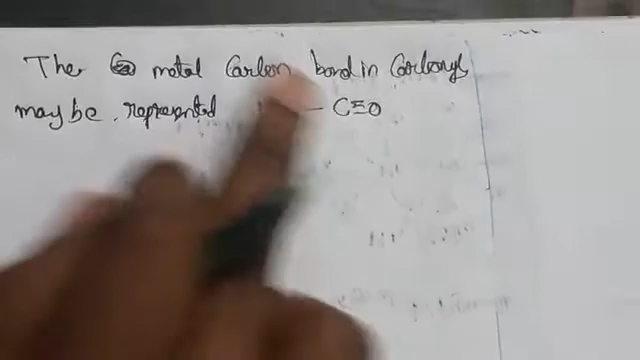 The metal Carbon bond in Carbonyls
may be represented — C≡O